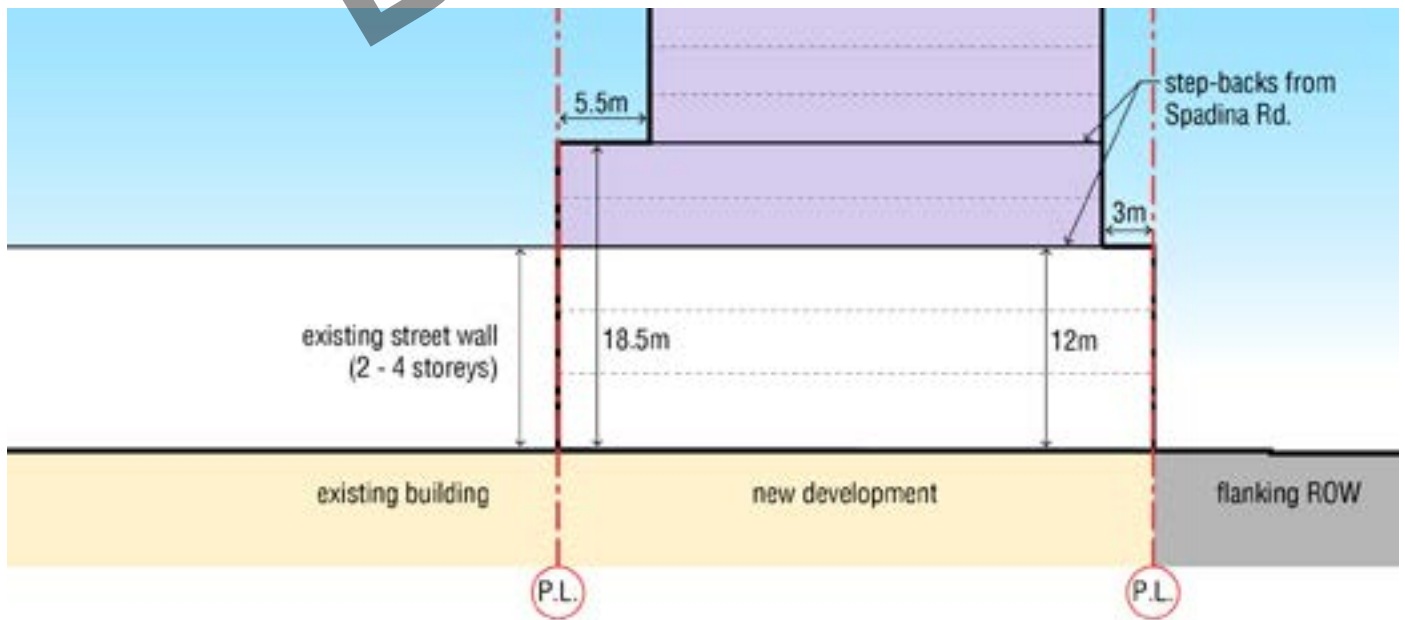 5.5m
step-backs from
Spadina Rd.
3m
existing street wall
(2 - 4 storeys)
18.5m
12m
existing building
new development
flanking ROW
P.L.
P.L.